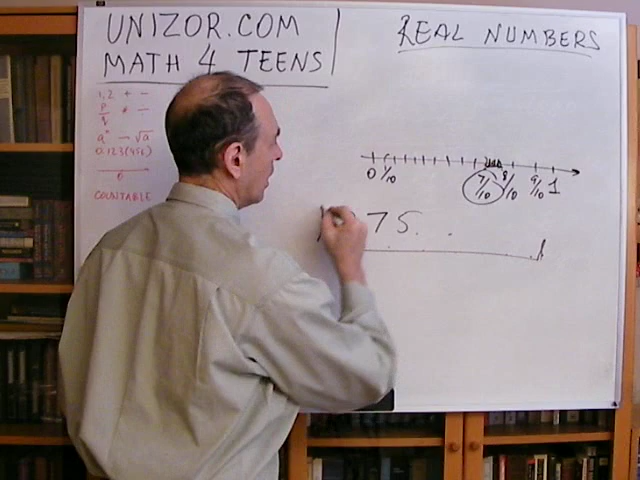 UNIZOR.COM
MATH 4 TEENS
REAL NUMBERS
1,2 + -
p/q * -
aⁿ - √a
0.123(456)
COUNTABLE
0 1/10 7/10 8/10 9/10 1
75..